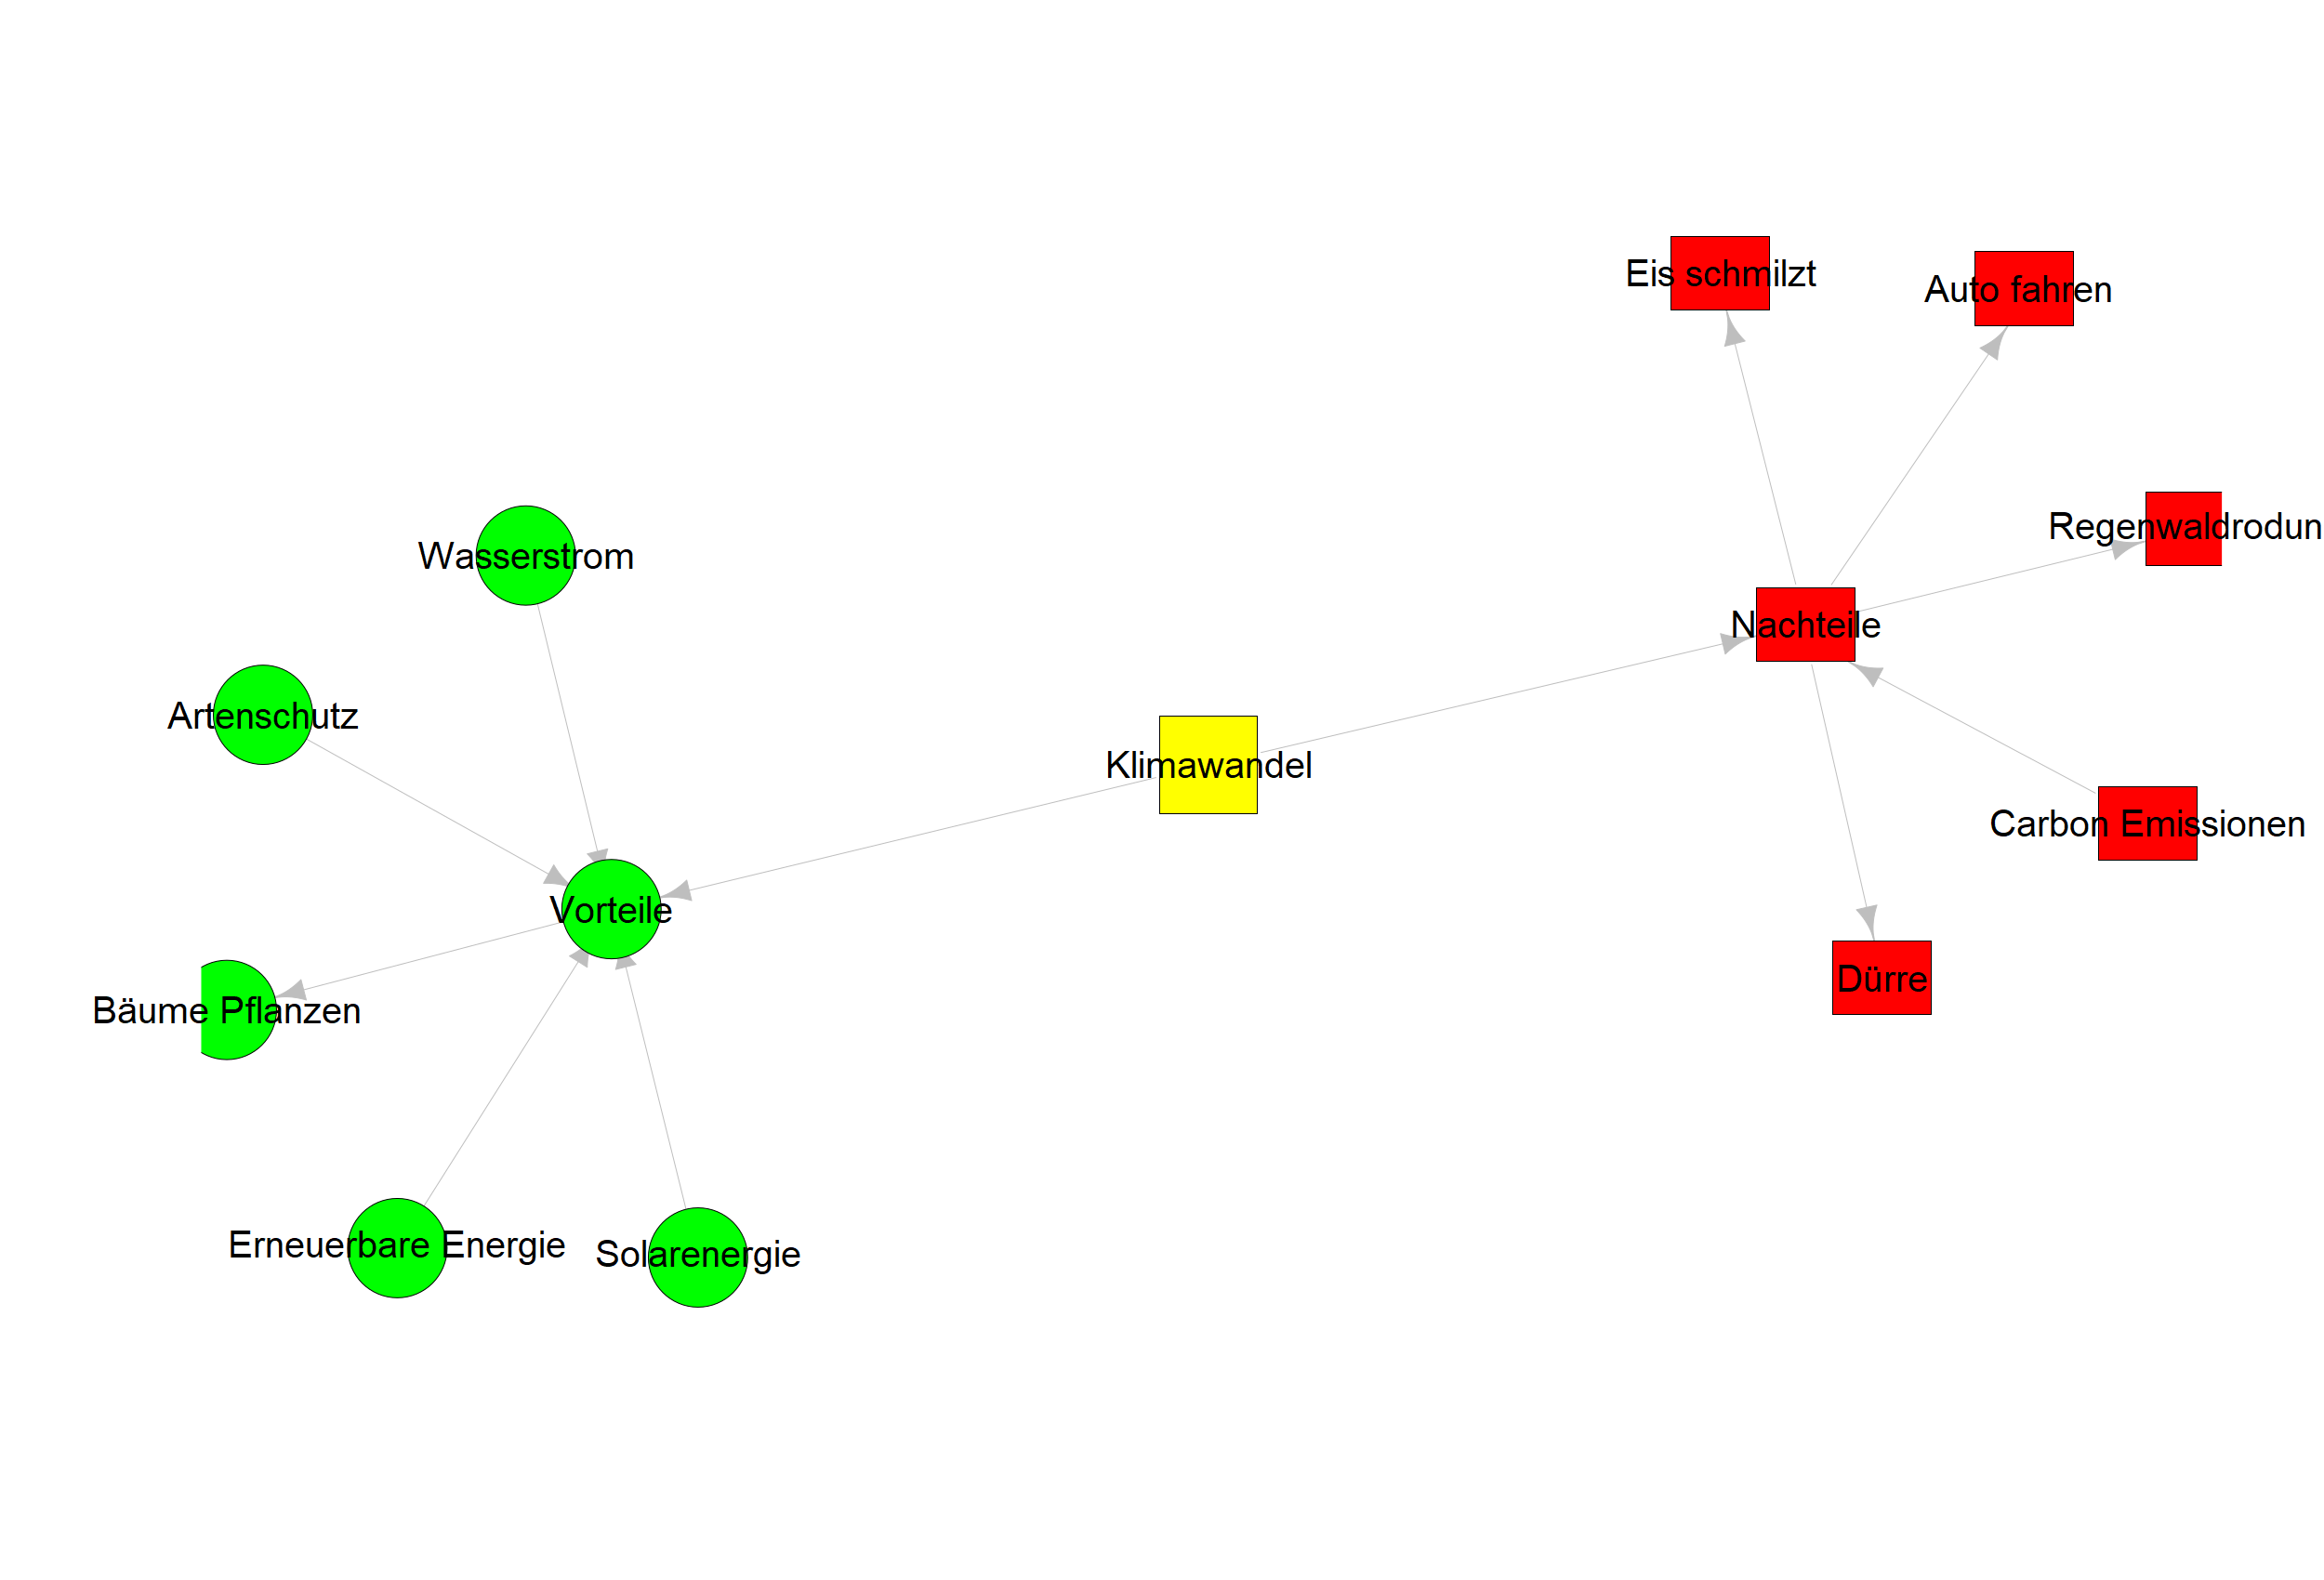 Eis schmilzt
Auto fahren
Regenwaldrodun
Wasserstrom
Nachteile
Artenschutz
Klimawandel
Carbon Emissionen
Vorteile
Dürre
Bäume Pflanzen
Erneuerbare Energie
Solarenergie